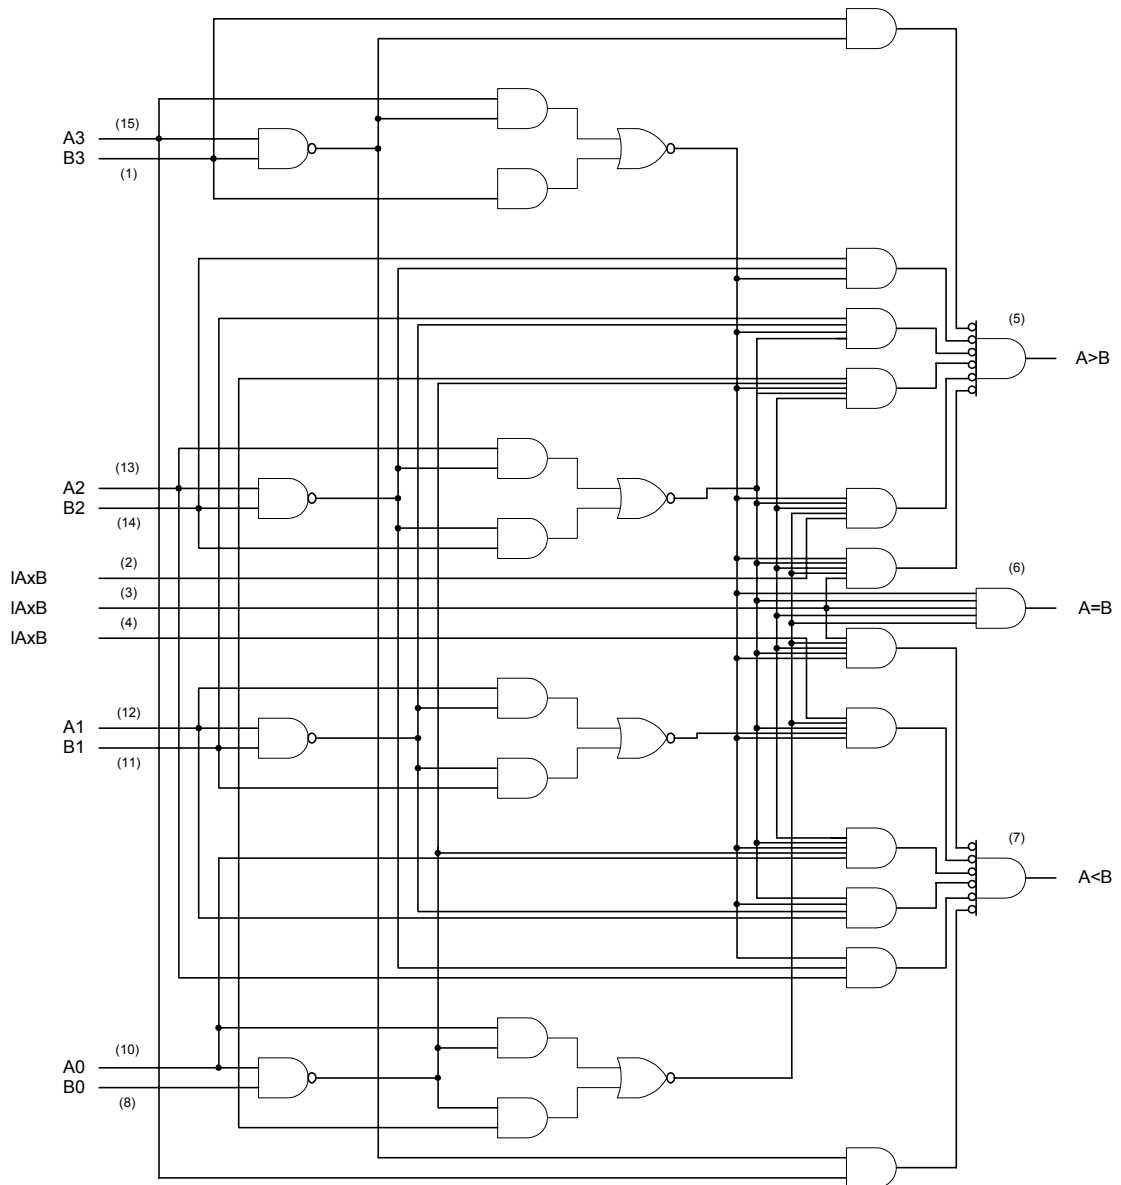 (15)
A3
B3
(1)
(5)
A>B
(13)
A2
B2
(14)
(2)
IAxB
(3)
IAxB
(6)
A=B
(4)
IAxB
(12)
A1
B1
(11)
(7)
A<B
(10)
A0
B0
(8)